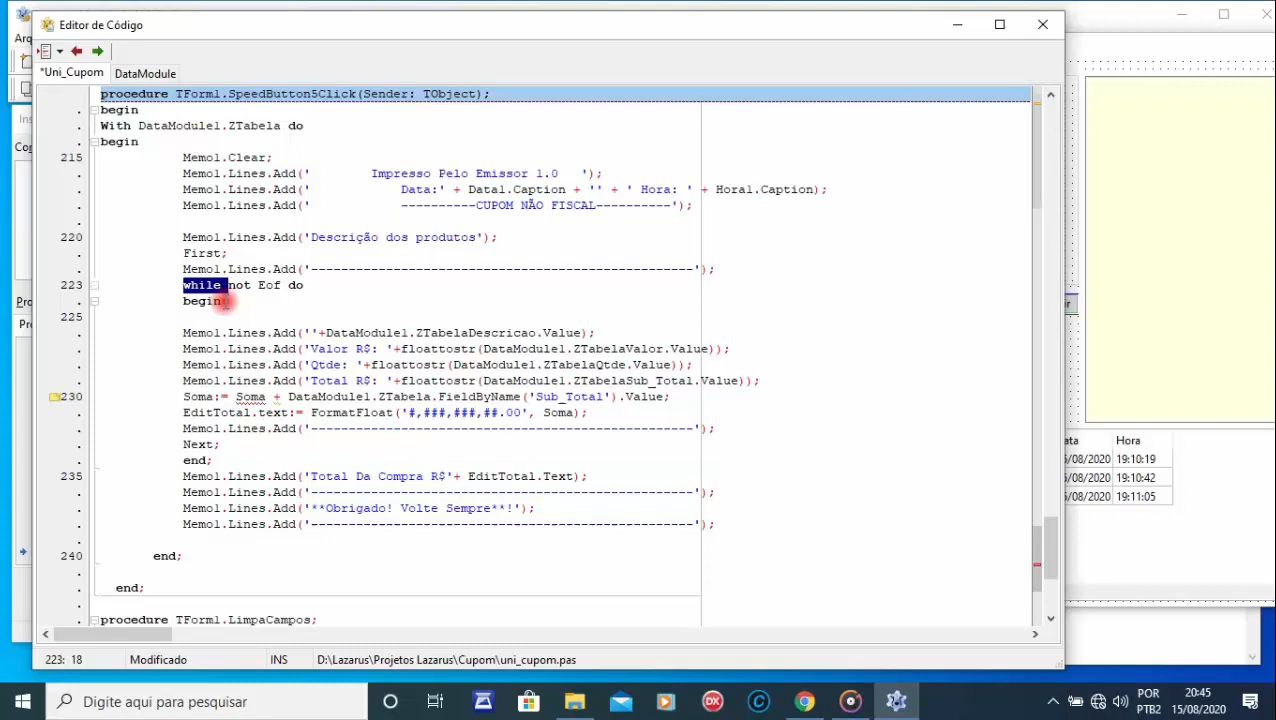 Editor de Código
*Uni_Cupom DataModule
procedure TForm1.SpeedButton5Click(Sender: TObject);
begin
With DataModule1.ZTabela do
begin
215 Memo1.Clear;
Memo1.Lines.Add('        Impresso Pelo Emissor 1.0   ');
Memo1.Lines.Add('            Data:' + Data1.Caption + '' + ' Hora: ' + Hora1.Caption);
Memo1.Lines.Add('            ----------CUPOM NÃO FISCAL----------');
220 Memo1.Lines.Add('Descrição dos produtos');
First;
Memo1.Lines.Add('---------------------------------------------------');
223 while not Eof do
begin
225
Memo1.Lines.Add(''+DataModule1.ZTabelaDescricao.Value);
Memo1.Lines.Add('Valor R$: '+floattostr(DataModule1.ZTabelaValor.Value));
Memo1.Lines.Add('Qtde: '+floattostr(DataModule1.ZTabelaQtde.Value));
Memo1.Lines.Add('Total R$: '+floattostr(DataModule1.ZTabelaSub_Total.Value));
230 Soma:= Soma + DataModule1.ZTabela.FieldByName('Sub_Total').Value;
EditTotal.text:= FormatFloat('#,###,###,##.00', Soma);
Memo1.Lines.Add('---------------------------------------------------');
Next;
end;
235 Memo1.Lines.Add('Total Da Compra R$'+ EditTotal.Text);
Memo1.Lines.Add('---------------------------------------------------');
Memo1.Lines.Add('**Obrigado! Volte Sempre**!');
Memo1.Lines.Add('---------------------------------------------------');
240 end;
end;
procedure TForm1.LimpaCampos;
223: 18 Modificado INS D:\Lazarus\Projetos Lazarus\Cupom\uni_cupom.pas
Hora
/08/2020 19:10:19
/08/2020 19:10:42
/08/2020 19:11:05
Digite aqui para pesquisar
POR
PTB2
20:45
15/08/2020